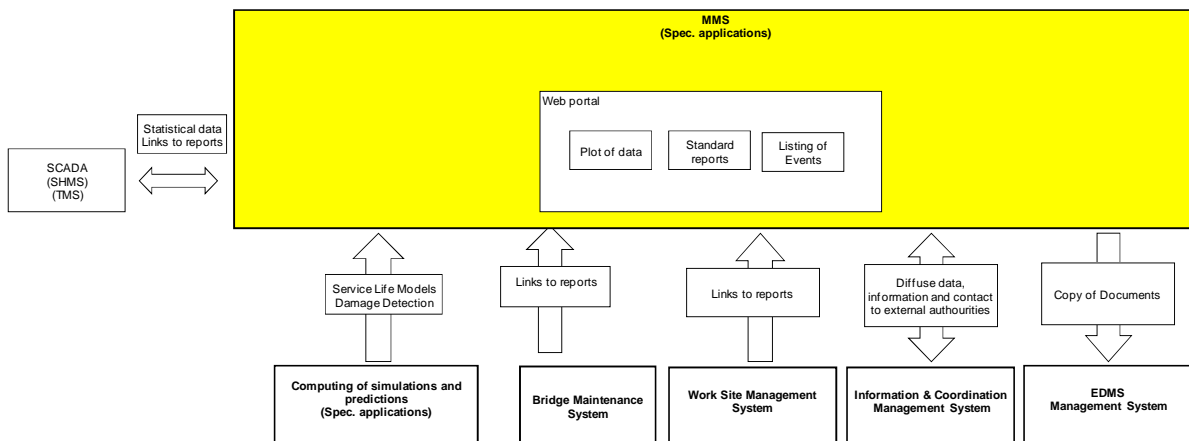 MMS
(Spec. applications)
Web portal
Plot of data
Standard
reports
Listing of
Events
Statistical data
Links to reports
SCADA
(SHMS)
(TMS)
Service Life Models
Damage Detection
Links to reports
Links to reports
Diffuse data,
information and contact
to external authourities
Copy of Documents
Computing of simulations and
predictions
(Spec. applications)
Bridge Maintenance
System
Work Site Management
System
Information & Coordination
Management System
EDMS
Management System